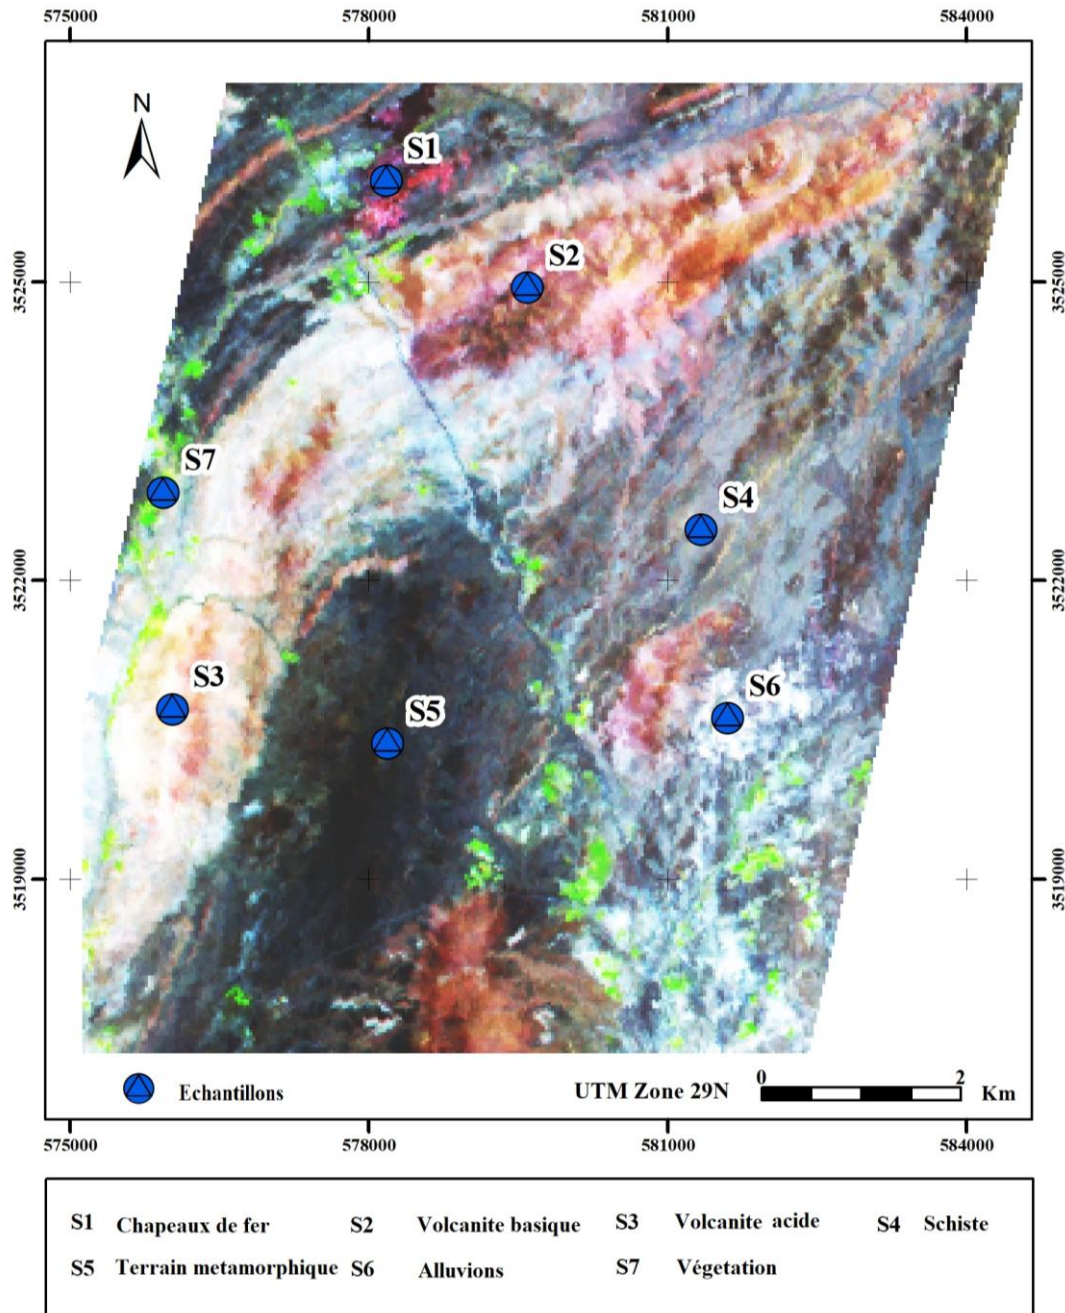 575000 578000 581000 584000
N
S1
S2
3525000 3525000
S7
S4
3522000 3522000
S3
S6
S5
3519000 3519000
0 2
Echantillons UTM Zone 29N Km
575000 578000 581000 584000
S1 Chapeaux de fer S2 Volcanite basique S3 Volcanite acide S4 Schiste
S5 Terrain metamorphique S6 Alluvions S7 Végetation